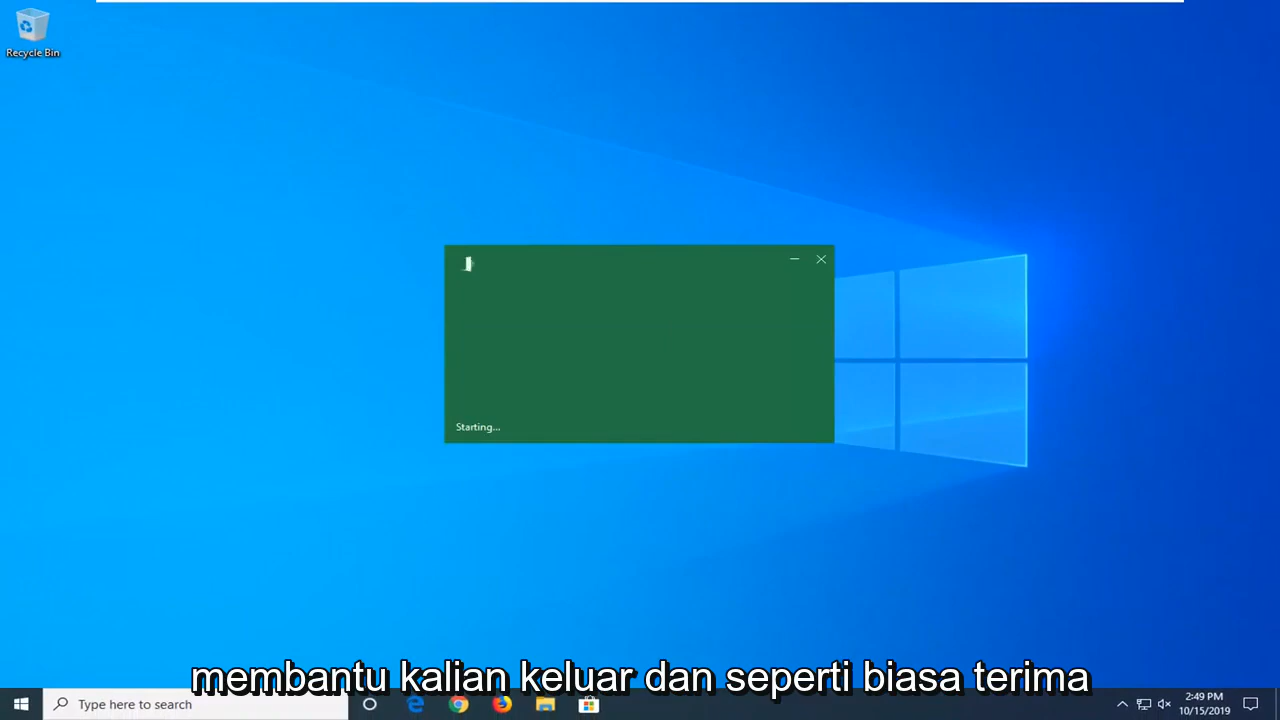 Recycle Bin
Starting...
membantu kalian keluar dan seperti biasa terima
Type here to search
2:49 PM
10/15/2019